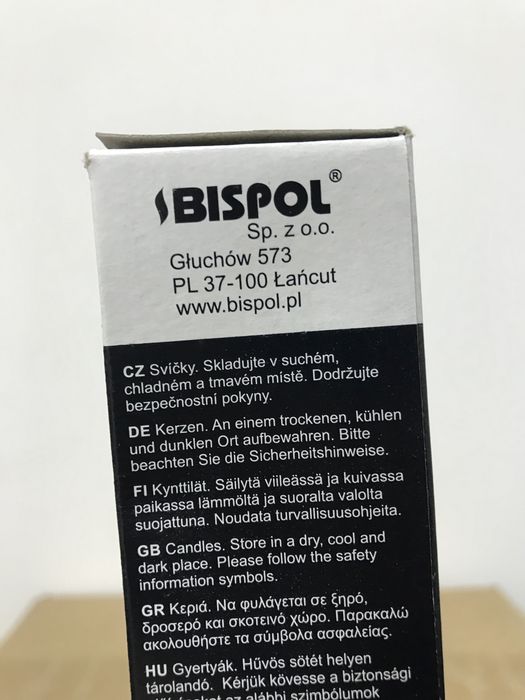 BISPOL®
Sp. z o.o.
Głuchów 573
PL 37-100 Łańcut
www.bispol.pl
CZ Svíčky. Skladujte v suchém,
chladném a tmavém místě. Dodržujte
bezpečnostní pokyny.
DE Kerzen. An einem trockenen, kühlen
und dunklen Ort aufbewahren. Bitte
beachten Sie die Sicherheitshinweise.
FI Kynttilät. Säilytä viileässä ja kuivassa
paikassa lämmöltä ja suoralta valolta
suojattuna. Noudata turvallisuusohjeita.
GB Candles. Store in a dry, cool and
dark place. Please follow the safety
information symbols.
GR Κεριά. Να φυλάγεται σε ξηρό,
δροσερό και σκοτεινό χώρο. Παρακαλώ
ακολουθήστε τα σύμβολα ασφαλείας.
HU Gyertyák. Hűvös sötét helyen
tárolandó. Kérjük kövesse a biztonsági
az alábbi szimbólumok